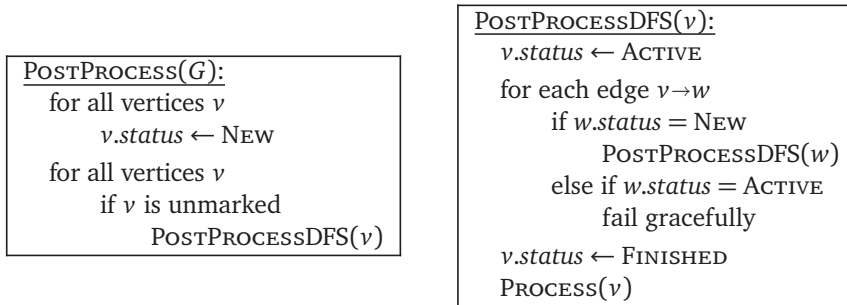 POSTPROCESS(G):
for all vertices v
v.status ← NEW
for all vertices v
if v is unmarked
POSTPROCESSDFS(v)
POSTPROCESSDFS(v):
v.status ← ACTIVE
for each edge v→w
if w.status = NEW
POSTPROCESSDFS(w)
else if w.status = ACTIVE
fail gracefully
v.status ← FINISHED
PROCESS(v)